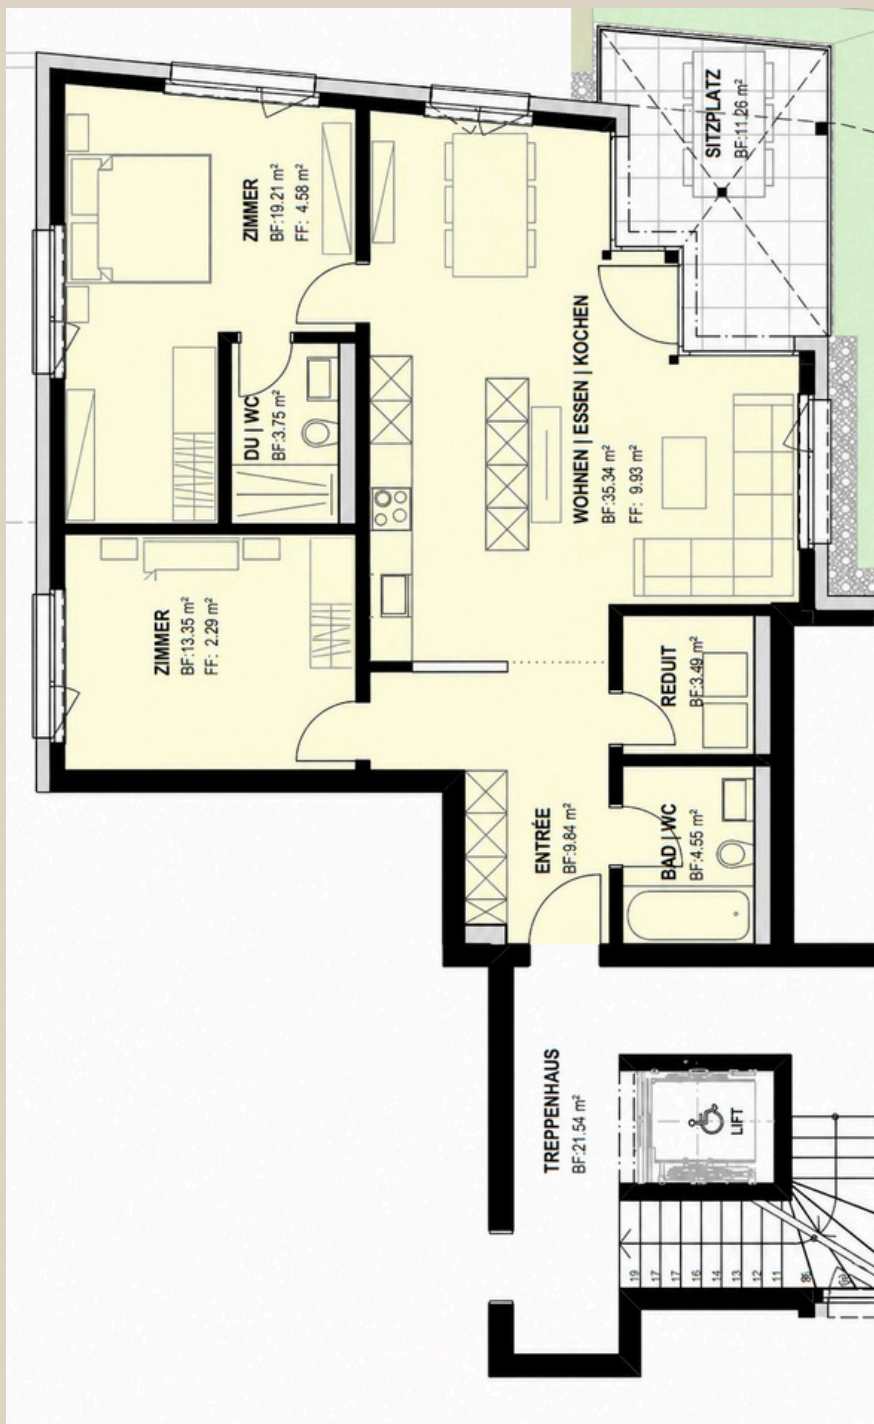 SITZPLATZ
BF:11.26 m²
ZIMMER
BF:19.21 m²
FF: 4.58 m²
DU | WC
BF:3.75 m²
WOHNEN | ESSEN | KOCHEN
BF:35.34 m²
FF: 9.93 m²
ZIMMER
BF:13.35 m²
FF: 2.29 m²
REDUIT
BF:3.49 m²
ENTRÉE
BF:9.84 m²
BAD | WC
BF:4.55 m²
TREPPENHAUS
BF:21.54 m²
LIFT
19
17
17
16
14
13
12
11